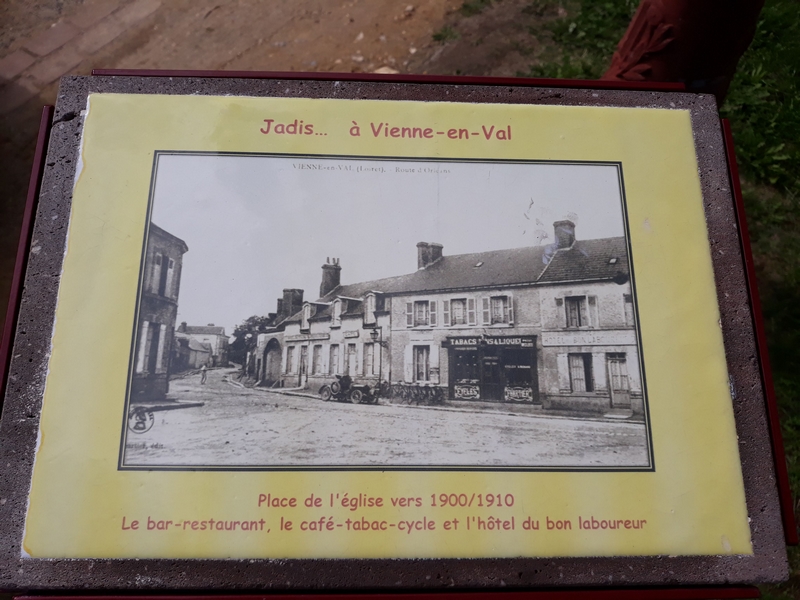 Jadis... à Vienne-en-Val
VIENNE-en-VAL (Loiret). Route d'Orléans
TABACS
CYCLES
Place de l'église vers 1900/1910
Le bar-restaurant, le café-tabac-cycle et l'hôtel du bon laboureur